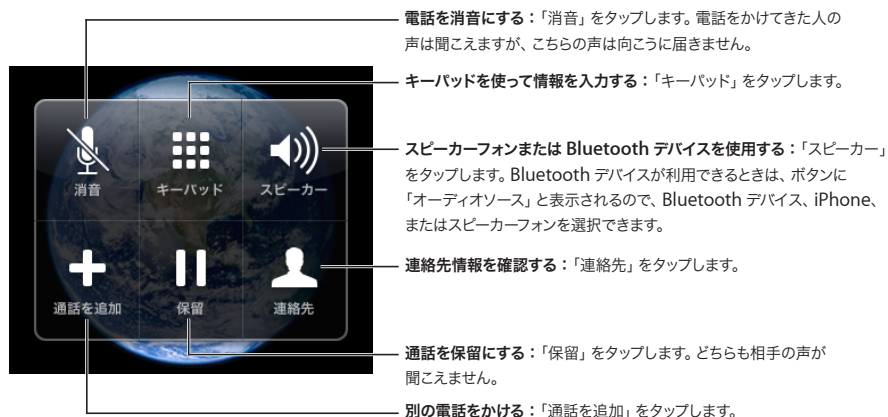 電話を消音にする：「消音」をタップします。電話をかけてきた人の
声は聞こえますが、こちらの声は向こうに届きません。
キーパッドを使って情報を入力する：「キーパッド」をタップします。
スピーカーフォンまたは Bluetooth デバイスを使用する：「スピーカー」
をタップします。Bluetooth デバイスが利用できるときは、ボタンに
「オーディオソース」と表示されるので、Bluetooth デバイス、iPhone、
またはスピーカーフォンを選択できます。
消音
キーパッド
スピーカー
連絡先情報を確認する：「連絡先」をタップします。
通話を追加
保留
連絡先
通話を保留にする：「保留」をタップします。どちらも相手の声が
聞こえません。
別の電話をかける：「通話を追加」をタップします。